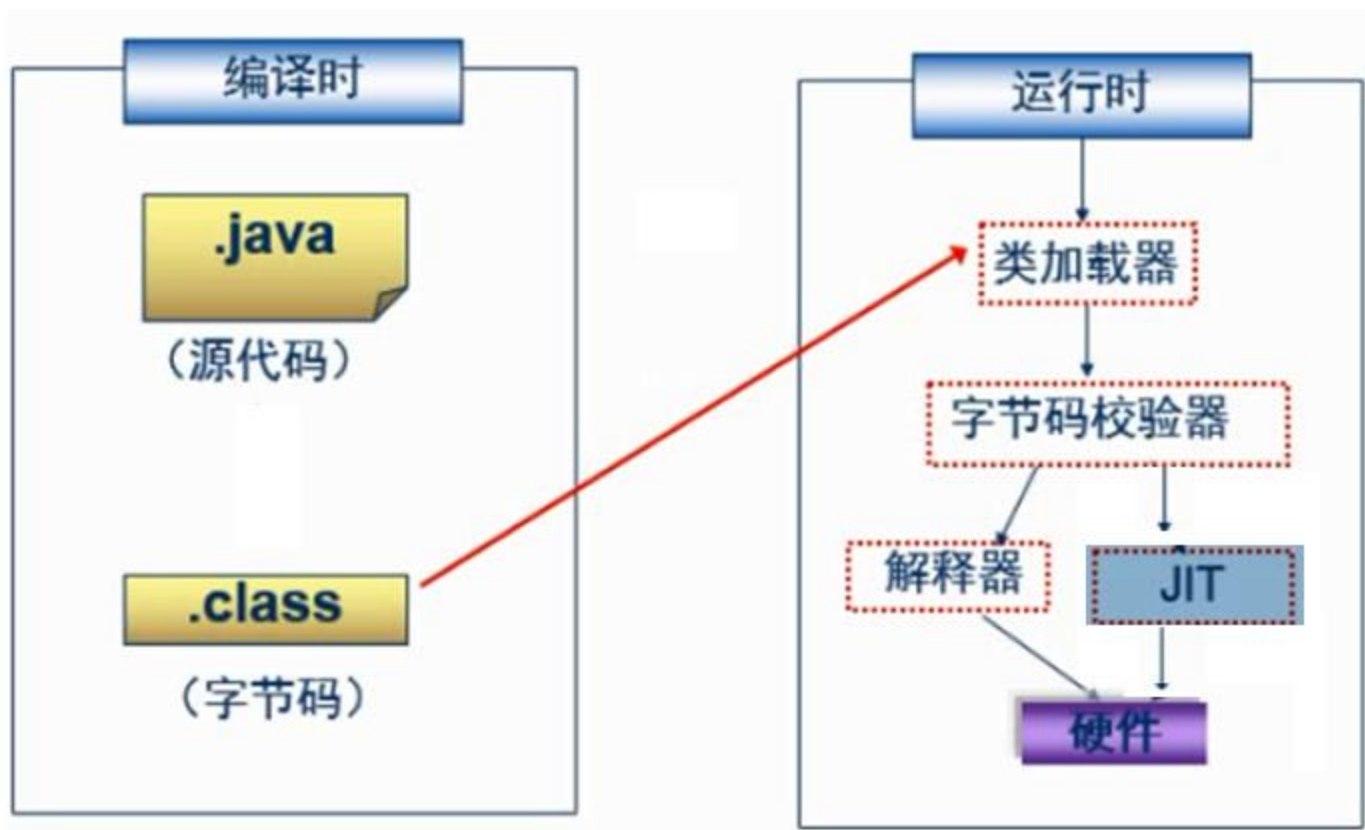 编译时
.java
（源代码）
.class
（字节码）
运行时
类加载器
字节码校验器
解释器
JIT
硬件